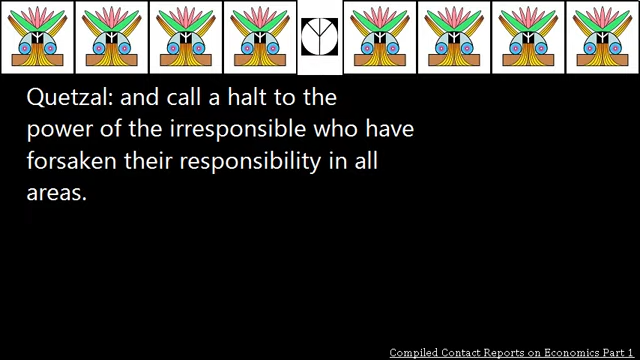 Quetzal: and call a halt to the
power of the irresponsible who have
forsaken their responsibility in all
areas.
Compiled Contact Reports on Economics Part 1